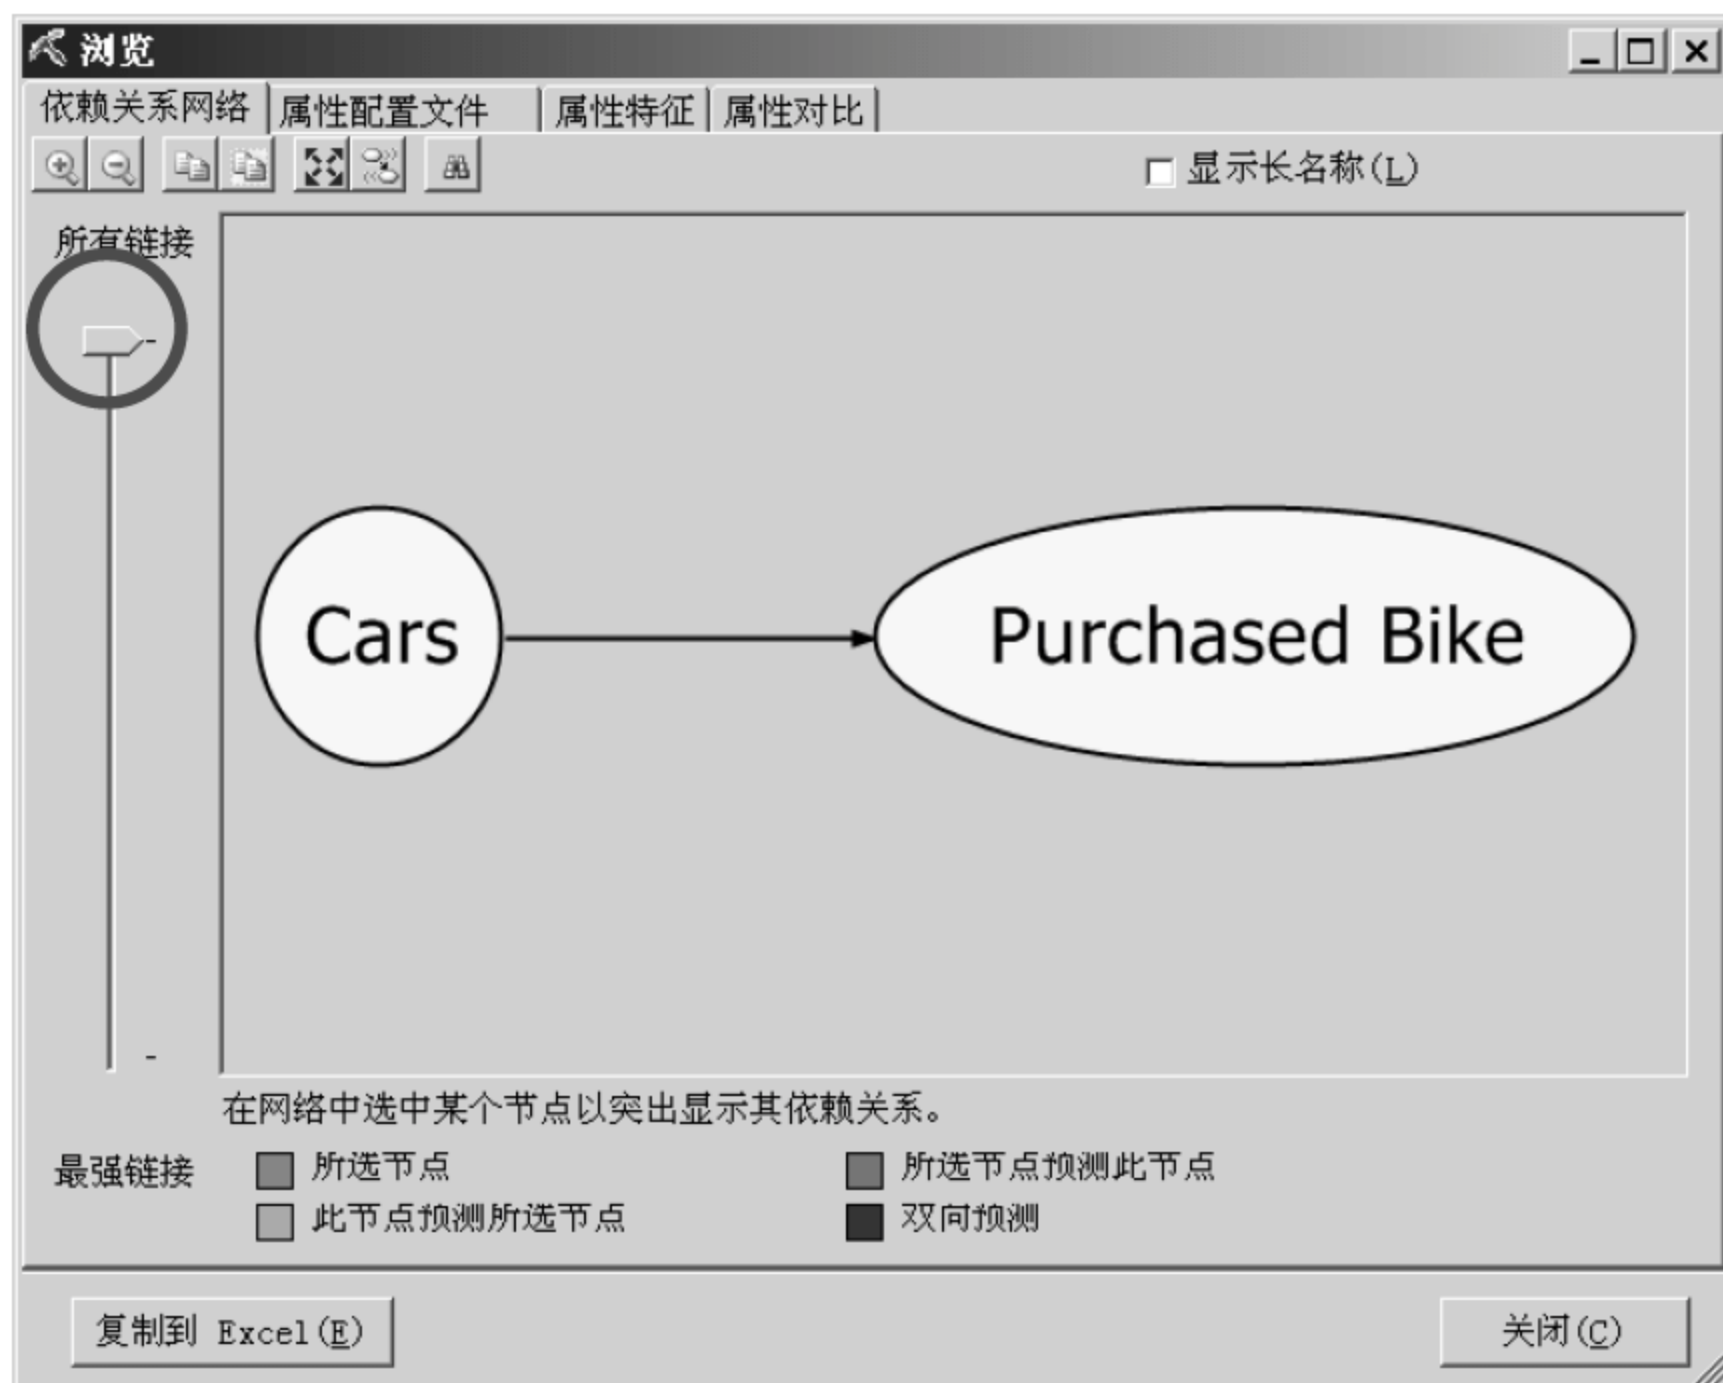 浏览
依赖关系网络 属性配置文件 属性特征 属性对比
显示长名称(L)
所有链接
Cars
Purchased Bike
在网络中选中某个节点以突出显示其依赖关系。
最强链接
所选节点
所选节点预测此节点
此节点预测所选节点
双向预测
复制到 Excel(E)
关闭(C)